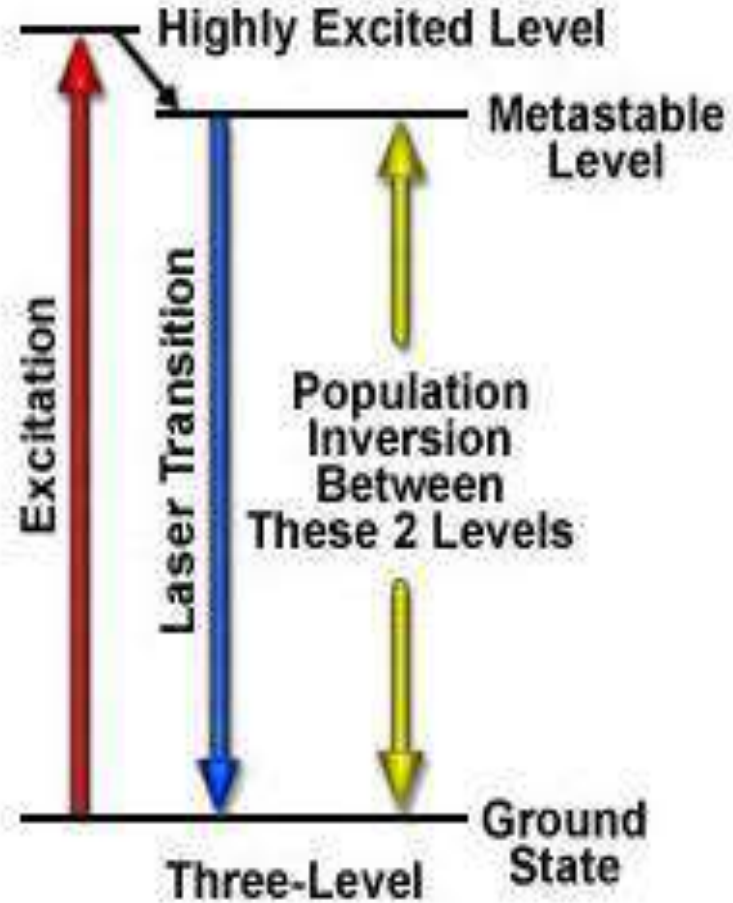 Highly Excited Level
Metastable
Level
Excitation
Laser Transition
Population
Inversion
Between
These 2 Levels
Ground
State
Three-Level